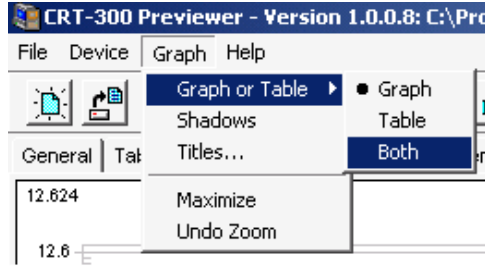 CRT-300 Previewer - Version 1.0.0.8: C:\Pro
File Device Graph Help
Graph or Table Graph
Shadows Table
Titles... Both
General Tab
12.624
Maximize
Undo Zoom
12.6